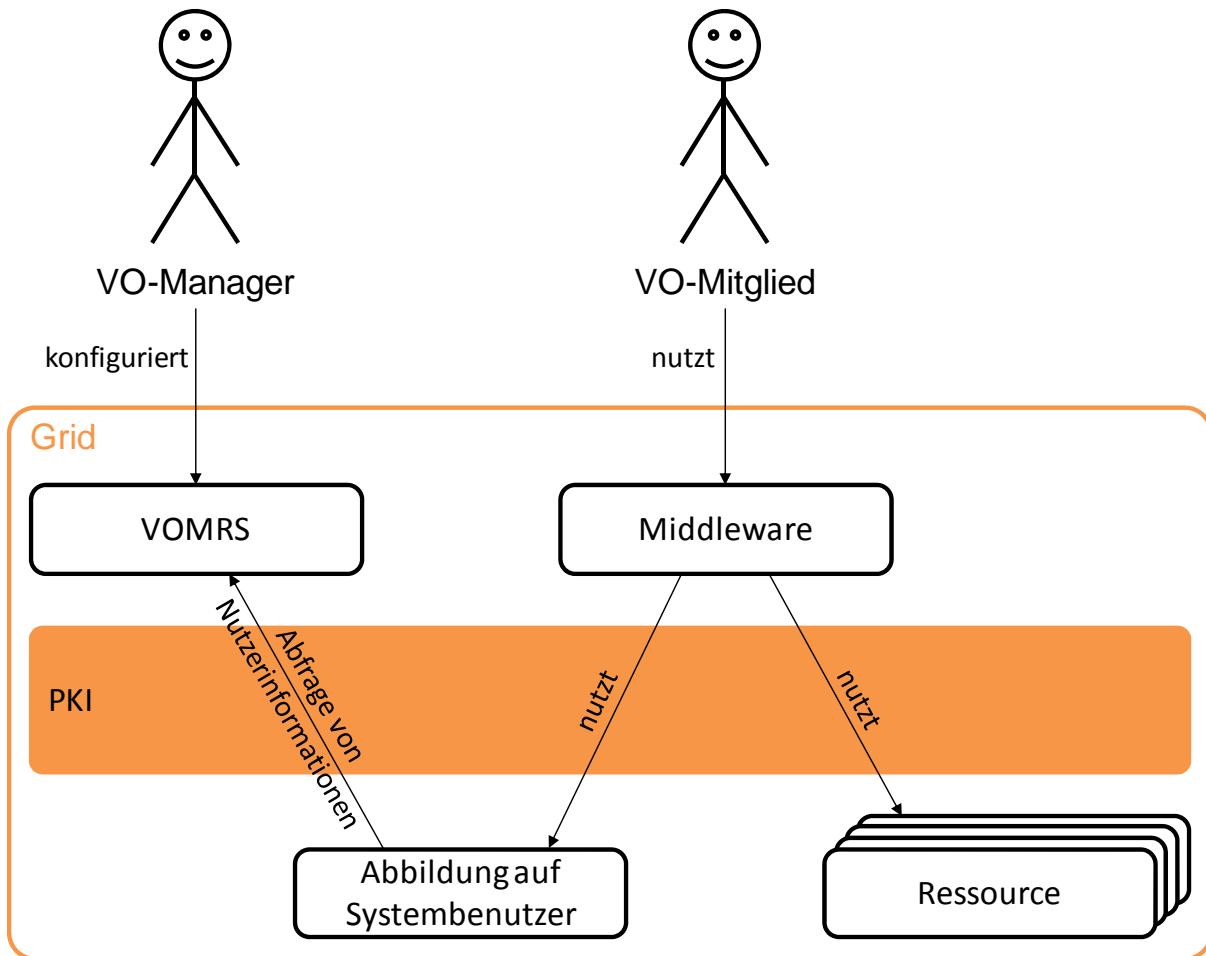 VO-Manager
VO-Mitglied
konfiguriert
nutzt
Grid
VOMRS
Middleware
PKI
Abfrage von
Nutzerinformationen
nutzt
nutzt
Abbildung auf
Systembenutzer
Ressource